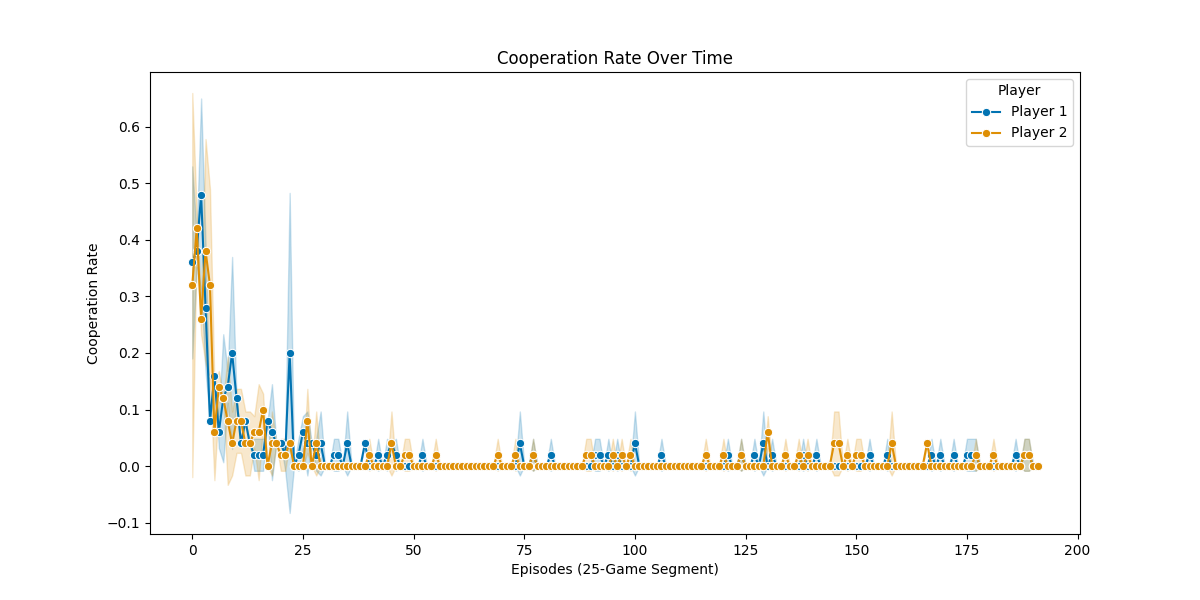 Cooperation Rate Over Time
Player
Player 1
Player 2
Cooperation Rate
0.6
0.5
0.4
0.3
0.2
0.1
0.0
−0.1
0 25 50 75 100 125 150 175 200
Episodes (25-Game Segment)